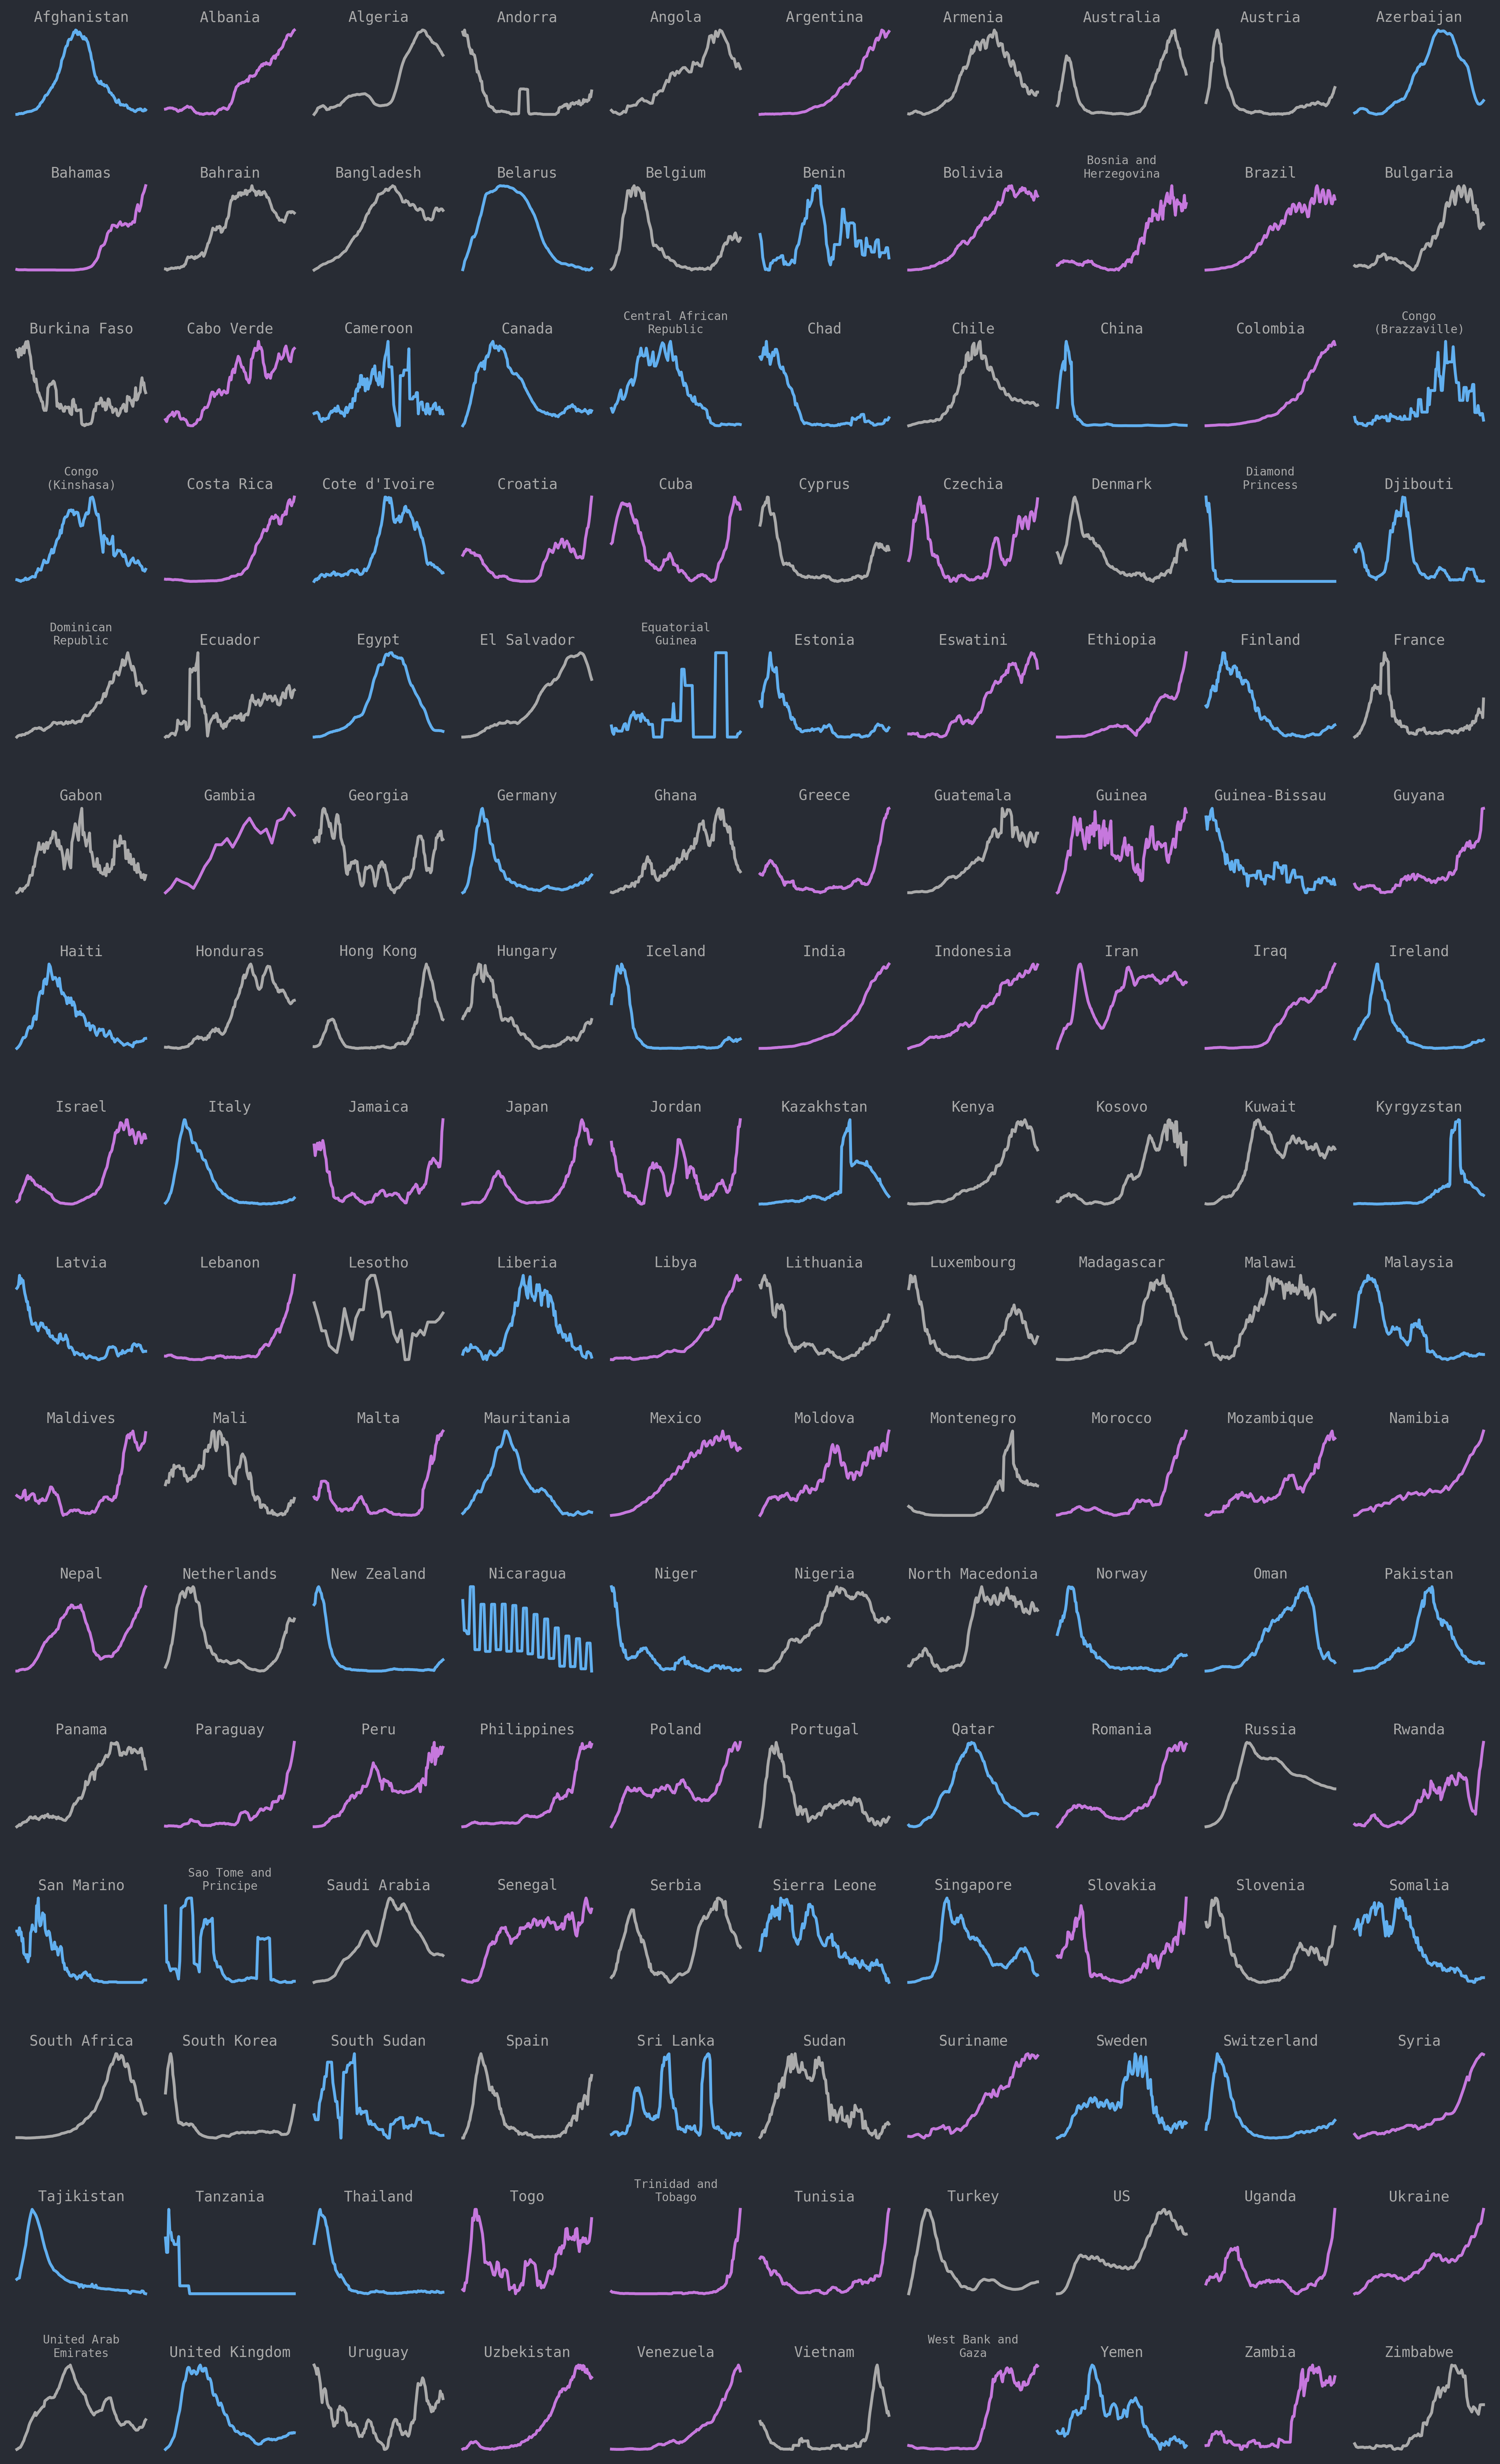 Afghanistan
Albania
Algeria
Andorra
Angola
Argentina
Armenia
Australia
Austria
Azerbaijan
Bahamas
Bahrain
Bangladesh
Belarus
Belgium
Benin
Bolivia
Bosnia and
Herzegovina
Brazil
Bulgaria
Burkina Faso
Cabo Verde
Cameroon
Canada
Central African
Republic
Chad
Chile
China
Colombia
Congo
(Brazzaville)
Congo
(Kinshasa)
Costa Rica
Cote d'Ivoire
Croatia
Cuba
Cyprus
Czechia
Denmark
Diamond
Princess
Djibouti
Dominican
Republic
Ecuador
Egypt
El Salvador
Equatorial
Guinea
Estonia
Eswatini
Ethiopia
Finland
France
Gabon
Gambia
Georgia
Germany
Ghana
Greece
Guatemala
Guinea
Guinea-Bissau
Guyana
Haiti
Honduras
Hong Kong
Hungary
Iceland
India
Indonesia
Iran
Iraq
Ireland
Israel
Italy
Jamaica
Japan
Jordan
Kazakhstan
Kenya
Kosovo
Kuwait
Kyrgyzstan
Latvia
Lebanon
Lesotho
Liberia
Libya
Lithuania
Luxembourg
Madagascar
Malawi
Malaysia
Maldives
Mali
Malta
Mauritania
Mexico
Moldova
Montenegro
Morocco
Mozambique
Namibia
Nepal
Netherlands
New Zealand
Nicaragua
Niger
Nigeria
North Macedonia
Norway
Oman
Pakistan
Panama
Paraguay
Peru
Philippines
Poland
Portugal
Qatar
Romania
Russia
Rwanda
San Marino
Sao Tome and
Principe
Saudi Arabia
Senegal
Serbia
Sierra Leone
Singapore
Slovakia
Slovenia
Somalia
South Africa
South Korea
South Sudan
Spain
Sri Lanka
Sudan
Suriname
Sweden
Switzerland
Syria
Tajikistan
Tanzania
Thailand
Togo
Trinidad and
Tobago
Tunisia
Turkey
US
Uganda
Ukraine
United Arab
Emirates
United Kingdom
Uruguay
Uzbekistan
Venezuela
Vietnam
West Bank and
Gaza
Yemen
Zambia
Zimbabwe